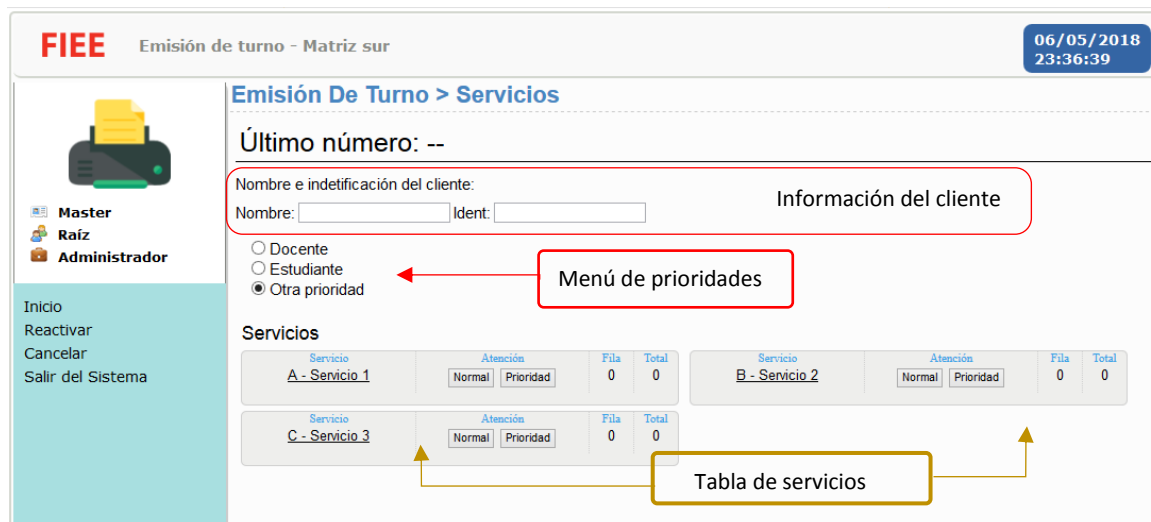 FIEE Emisión de turno - Matriz sur
06/05/2018
23:36:39
Emisión De Turno > Servicios
Último número: --
Nombre e indetificación del cliente:
Nombre: Ident:
Información del cliente
Master
Raíz
Administrador
Docente
Estudiante
Otra prioridad
Menú de prioridades
Inicio
Reactivar
Cancelar
Salir del Sistema
Servicios
Servicio Atención Fila Total
A - Servicio 1 Normal Prioridad 0 0
Servicio Atención Fila Total
B - Servicio 2 Normal Prioridad 0 0
Servicio Atención Fila Total
C - Servicio 3 Normal Prioridad 0 0
Tabla de servicios